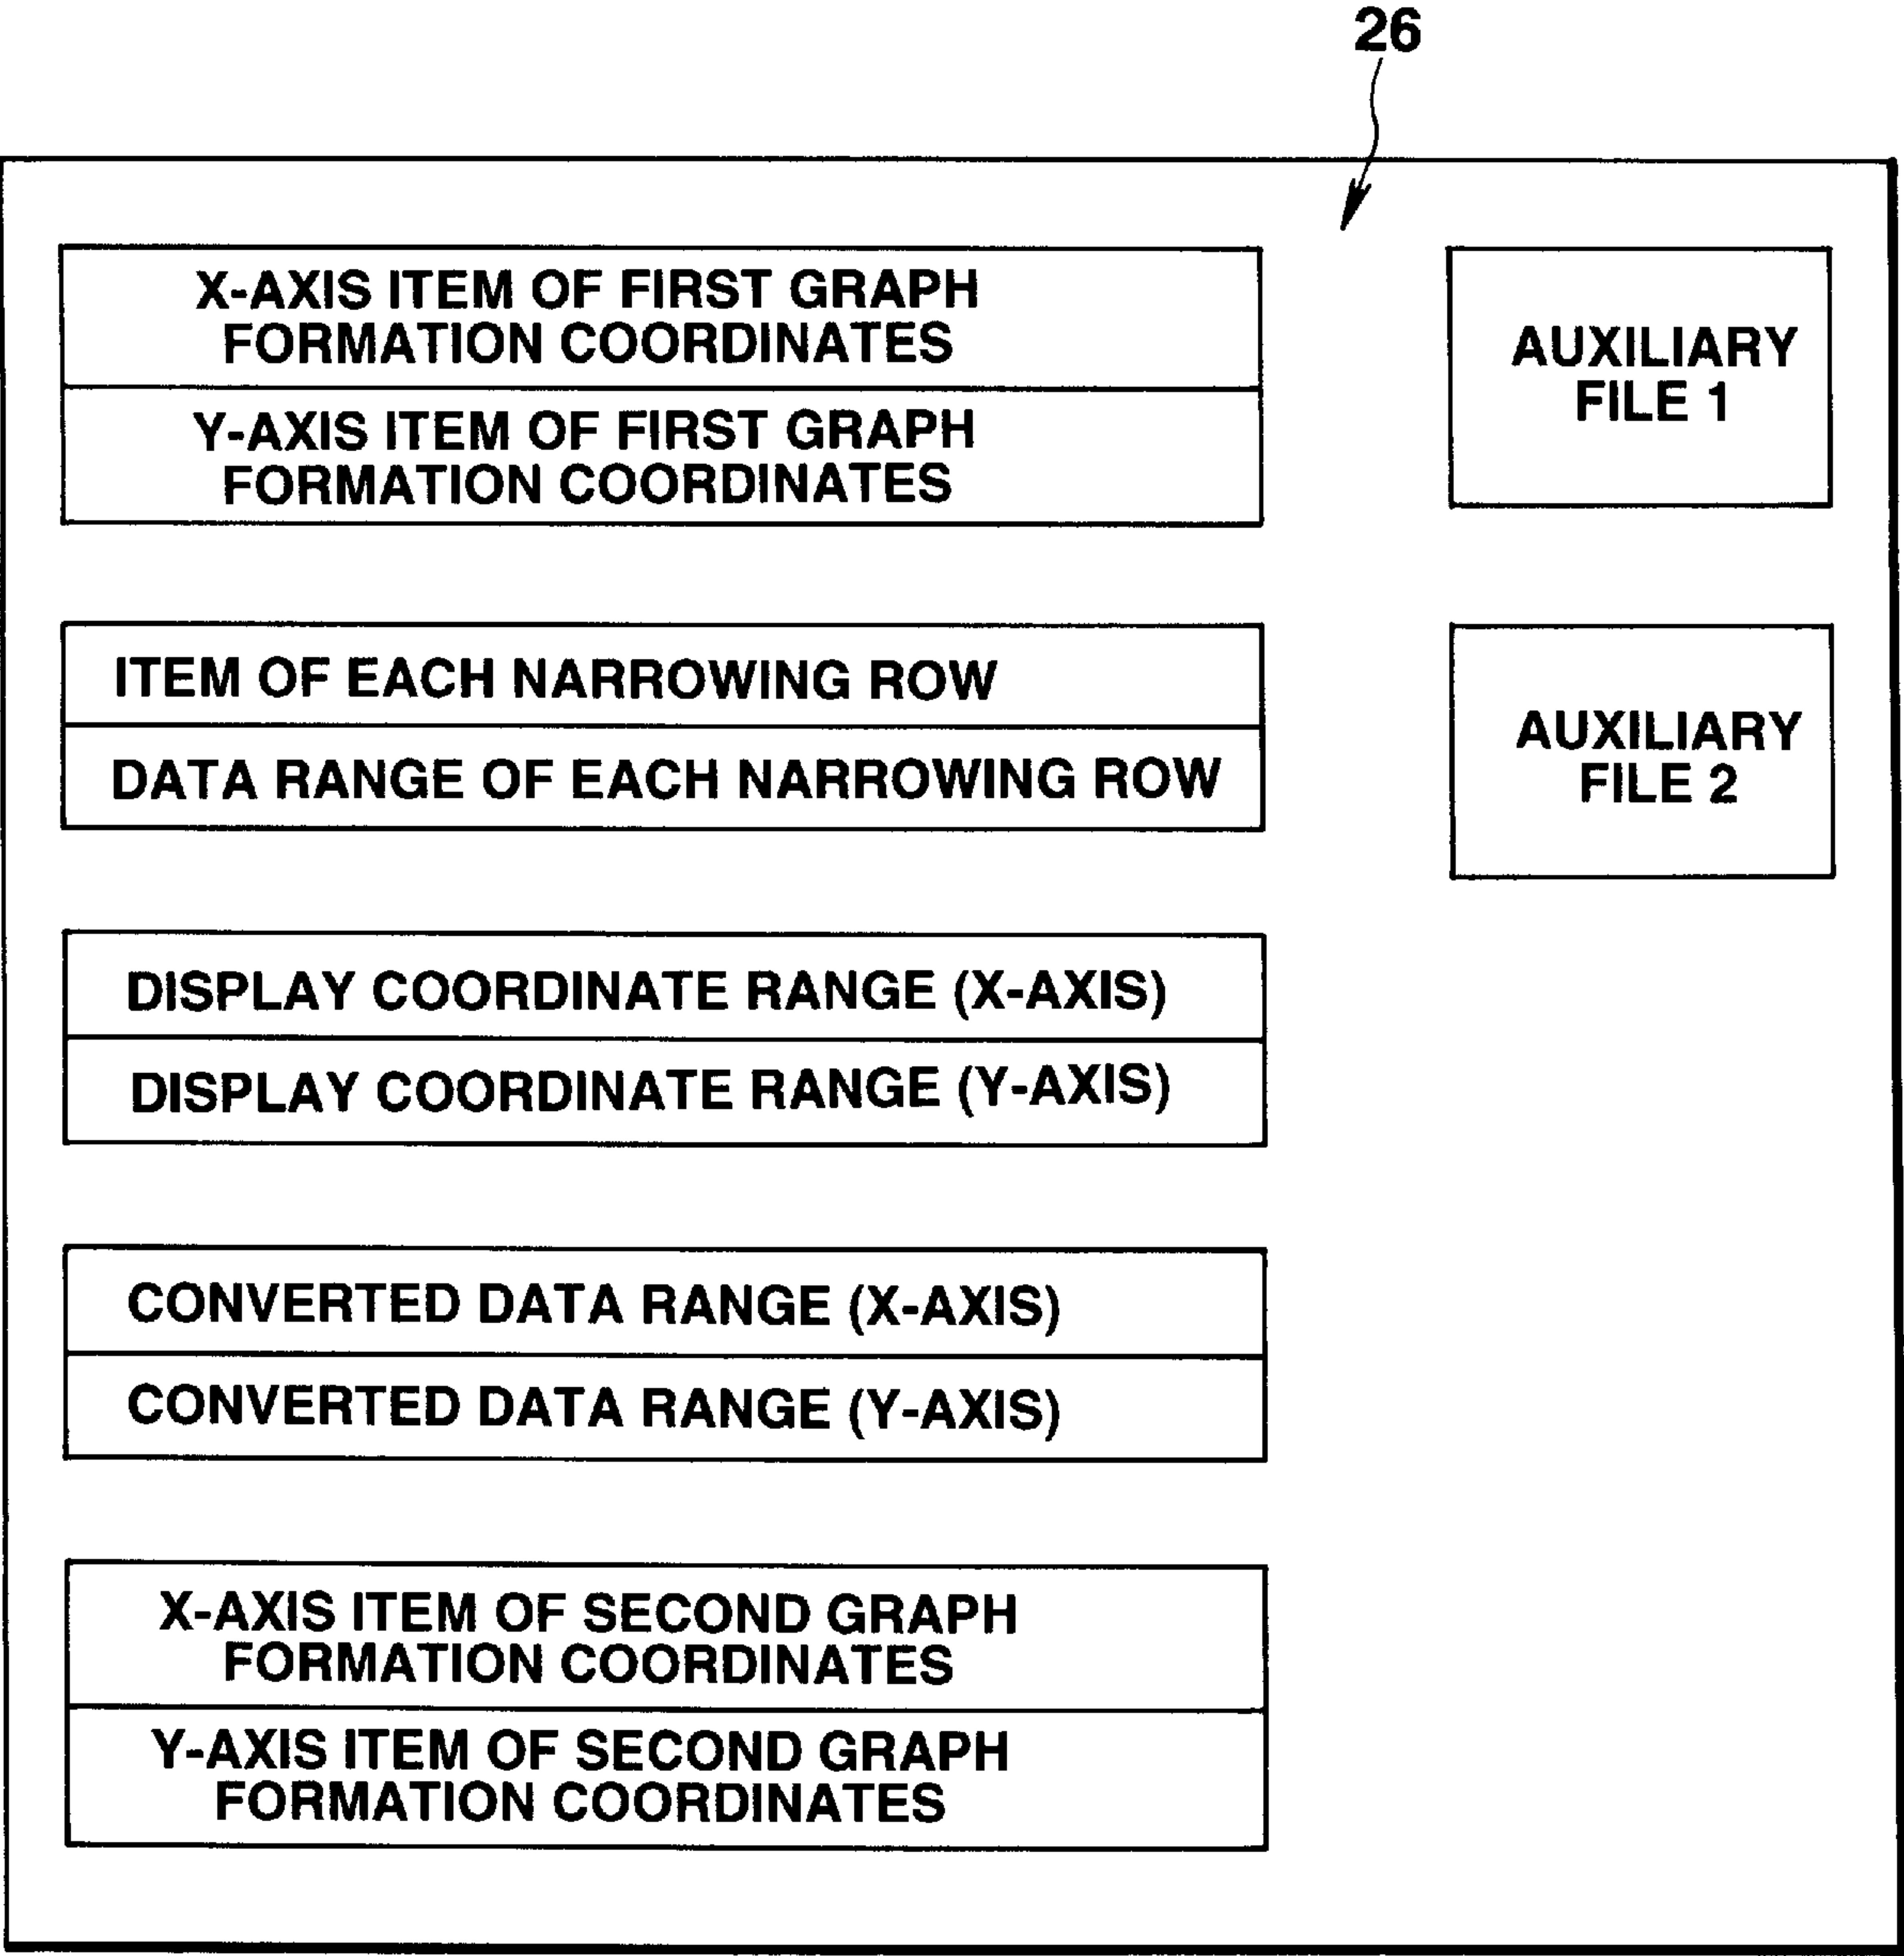 26
X-AXIS ITEM OF FIRST GRAPH
FORMATION COORDINATES
Y-AXIS ITEM OF FIRST GRAPH
FORMATION COORDINATES
AUXILIARY
FILE 1
ITEM OF EACH NARROWING ROW
DATA RANGE OF EACH NARROWING ROW
AUXILIARY
FILE 2
DISPLAY COORDINATE RANGE (X-AXIS)
DISPLAY COORDINATE RANGE (Y-AXIS)
CONVERTED DATA RANGE (X-AXIS)
CONVERTED DATA RANGE (Y-AXIS)
X-AXIS ITEM OF SECOND GRAPH
FORMATION COORDINATES
Y-AXIS ITEM OF SECOND GRAPH
FORMATION COORDINATES